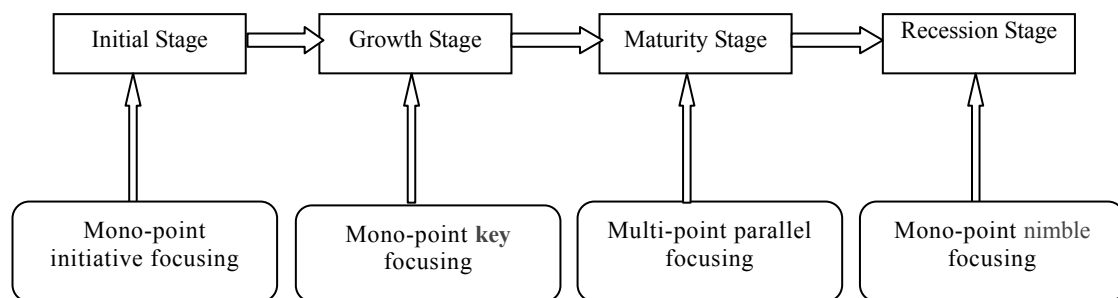 Initial Stage
Growth Stage
Maturity Stage
Recession Stage
Mono-point
initiative focusing
Mono-point key
focusing
Multi-point parallel
focusing
Mono-point nimble
focusing